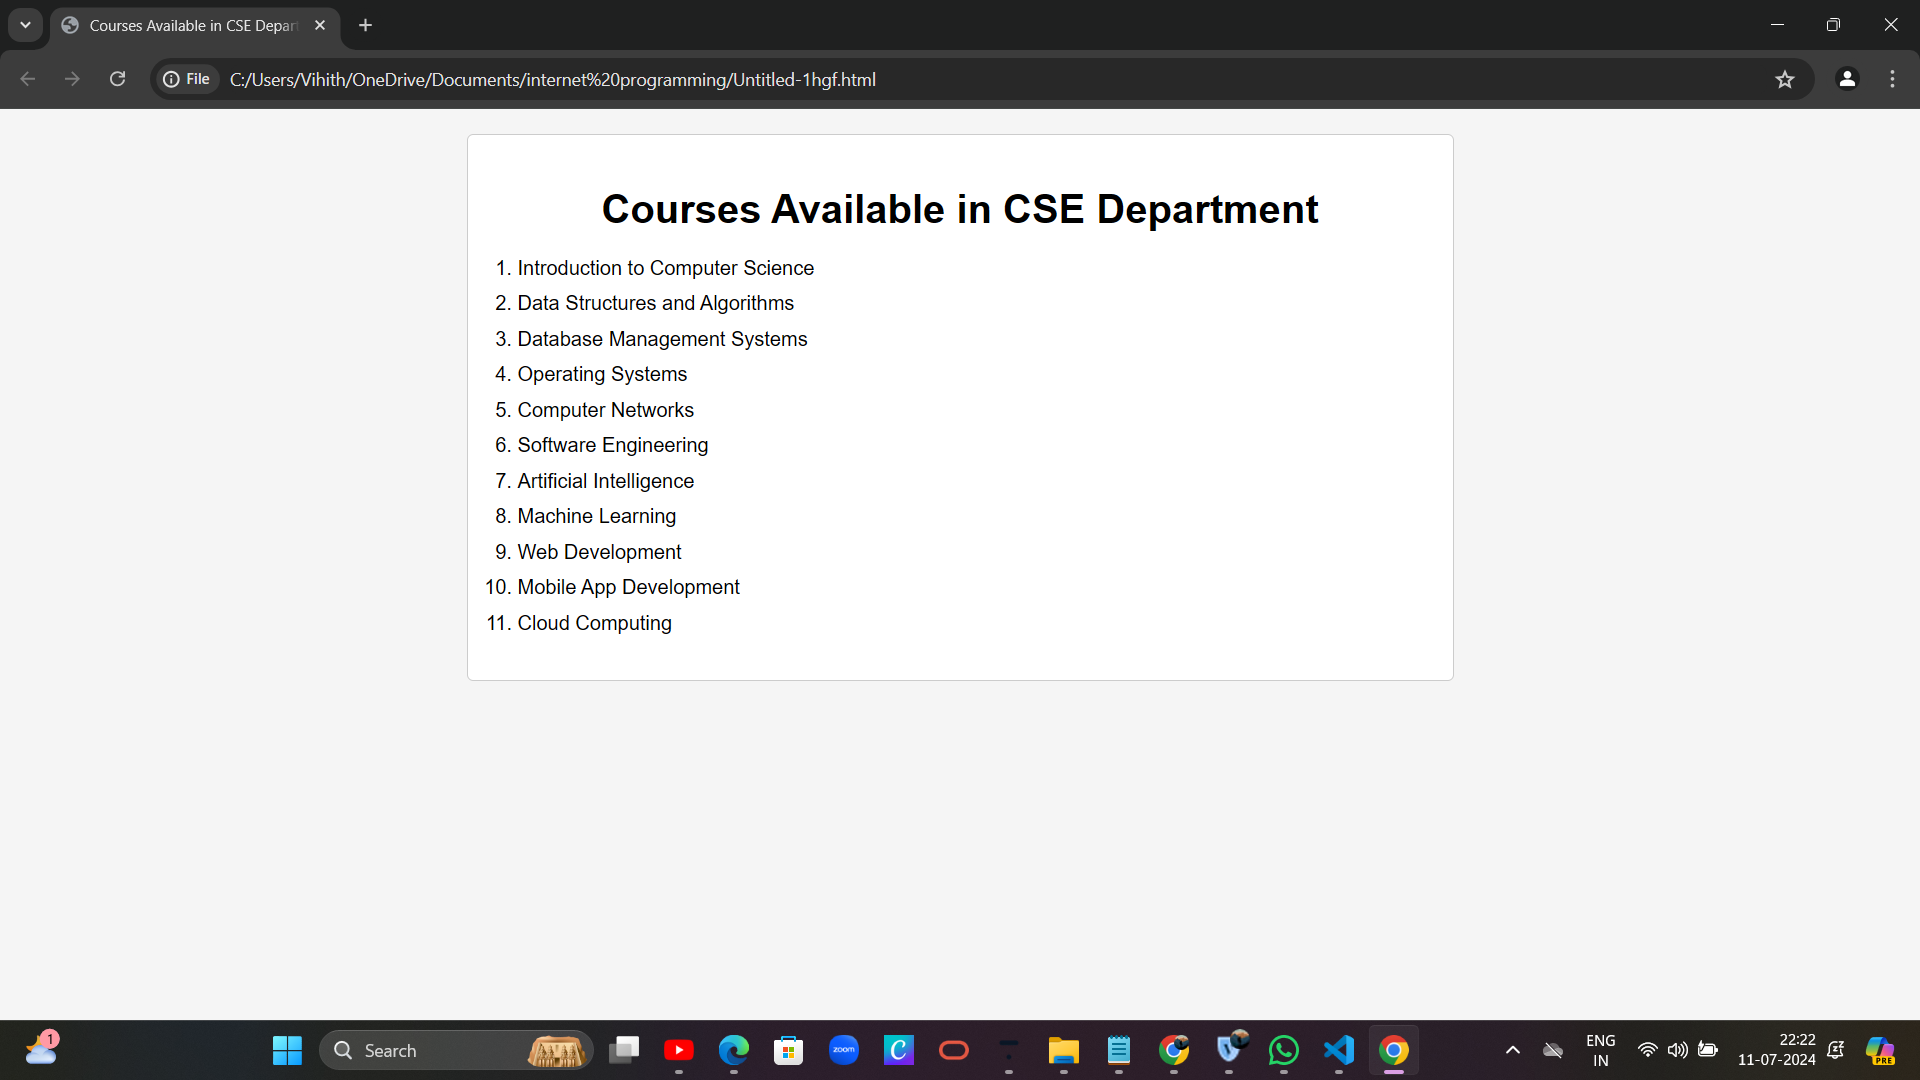 Courses Available in CSE Depar
File
C:/Users/Vihith/OneDrive/Documents/internet%20programming/Untitled-1hgf.html
Courses Available in CSE Department
1. Introduction to Computer Science
2. Data Structures and Algorithms
3. Database Management Systems
4. Operating Systems
5. Computer Networks
6. Software Engineering
7. Artificial Intelligence
8. Machine Learning
9. Web Development
10. Mobile App Development
11. Cloud Computing
1
Search
zoom
C
ENG
IN
22:22
11-07-2024
PRE